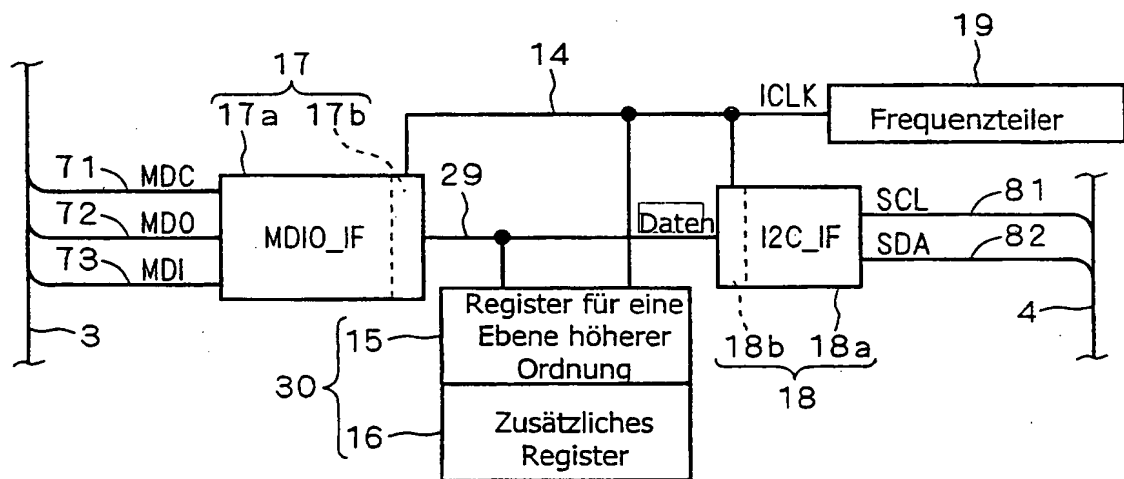 19
17
14
17a 17b
ICLK
Frequenzteiler
71 MDC
72 MDO
73 MDI
MDIO_IF
29
Daten
I2C_IF
SCL 81
SDA 82
3
4
15
Register für eine
Ebene höherer
Ordnung
18b 18a
18
30
16
Zusätzliches
Register